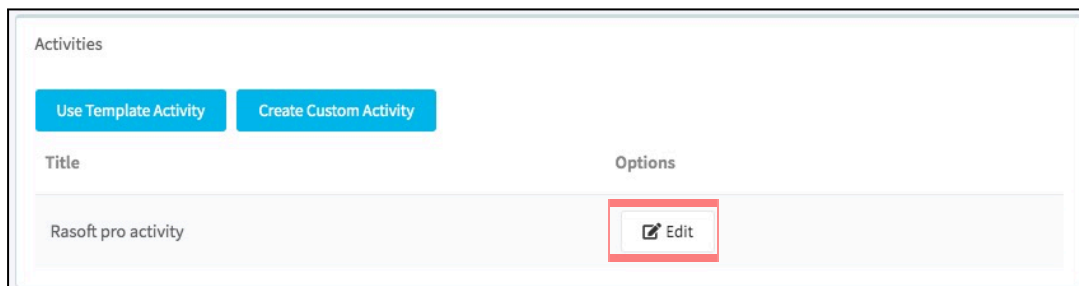 Activities
Use Template Activity Create Custom Activity
Title Options
Rasoft pro activity Edit